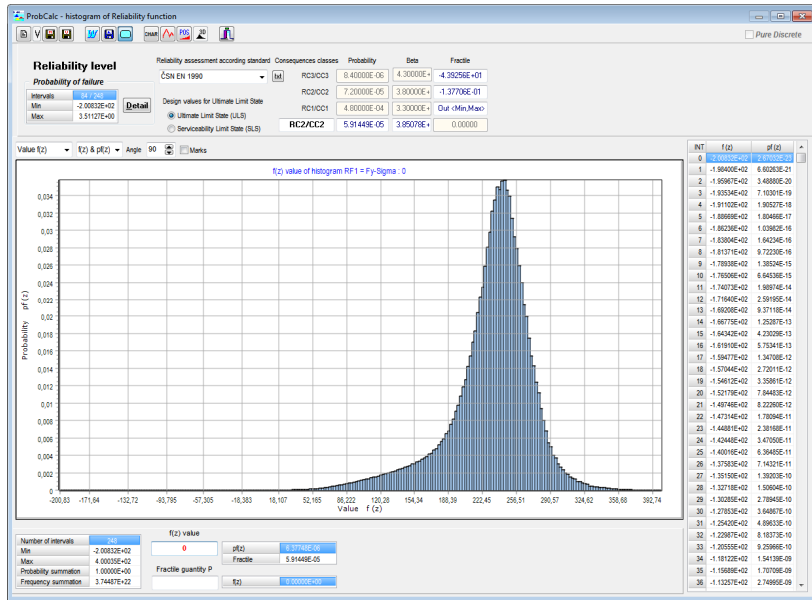 ProbCalc - histogram of Reliability function
V W CHAR POS 3D Pure Discrete
Reliability level
Probability of failure
Intervals 84 / 248
Min -2.00832E+02
Max 3.51127E+00
Detail
Reliability assessment according standard
ČSN EN 1990 txt
Design values for Ultimate Limit State
Ultimate Limit State (ULS)
Serviceability Limit State (SLS)
Consequences classes Probability Beta Fractile
RC3/CC3 8.40000E-06 4.30000E+ -4.39256E+01
RC2/CC2 7.20000E-05 3.80000E+ -1.37706E-01
RC1/CC1 4.80000E-04 3.30000E+ Out <Min,Max>
RC2/CC2 5.91449E-05 3.85078E+ 0.00000
Value f(z) f(z) & pf(z) Angle 90 Marks
f(z) value of histogram RF1 = Fy-Sigma : 0
Probability pf(z)
0,034
0,032
0,03
0,028
0,026
0,024
0,022
0,02
0,018
0,016
0,014
0,012
0,01
0,008
0,006
0,004
0,002
0
-200,83 -171,64 -132,72 -93,795 -57,305 -18,383 18,107 52,165 86,222 120,28 154,34 188,39 222,45 256,51 290,57 324,62 358,68 392,74
Value f(z)
INT f (z) pf (z)
0 -2.00832E+02 2.67032E-23
1 -1.98400E+02 6.60263E-21
2 -1.95967E+02 3.48880E-20
3 -1.93534E+02 7.10301E-19
4 -1.91102E+02 1.90527E-18
5 -1.88669E+02 1.80466E-17
6 -1.86236E+02 1.03982E-16
7 -1.83804E+02 1.64234E-16
8 -1.81371E+02 9.72230E-16
9 -1.78938E+02 1.38524E-15
10 -1.76506E+02 6.64536E-15
11 -1.74073E+02 1.98974E-14
12 -1.71640E+02 2.59195E-14
13 -1.69208E+02 9.37118E-14
14 -1.66775E+02 1.25287E-13
15 -1.64342E+02 4.23029E-13
16 -1.61910E+02 5.75341E-13
17 -1.59477E+02 1.34708E-12
18 -1.57044E+02 2.72011E-12
19 -1.54612E+02 3.35861E-12
20 -1.52179E+02 7.84483E-12
21 -1.49746E+02 8.22260E-12
22 -1.47314E+02 1.78094E-11
23 -1.44881E+02 2.38168E-11
24 -1.42448E+02 3.47050E-11
25 -1.40016E+02 6.36485E-11
26 -1.37583E+02 7.14321E-11
27 -1.35150E+02 1.39203E-10
28 -1.32718E+02 1.50604E-10
29 -1.30285E+02 2.78945E-10
30 -1.27853E+02 3.64867E-10
31 -1.25420E+02 4.89633E-10
32 -1.22987E+02 8.18373E-10
33 -1.20555E+02 9.25966E-10
34 -1.18122E+02 1.54139E-09
35 -1.15689E+02 1.70709E-09
36 -1.13257E+02 2.74995E-09
Number of intervals 248
Min -2.00832E+02
Max 4.00035E+02
Probability summation 1.00000E+00
Frequency summation 3.74487E+22
f(z) value
0
Fractile guantity P
pf(z) 6.37748E-06
Fractile 5.91449E-05
f(z) 0.00000E+00